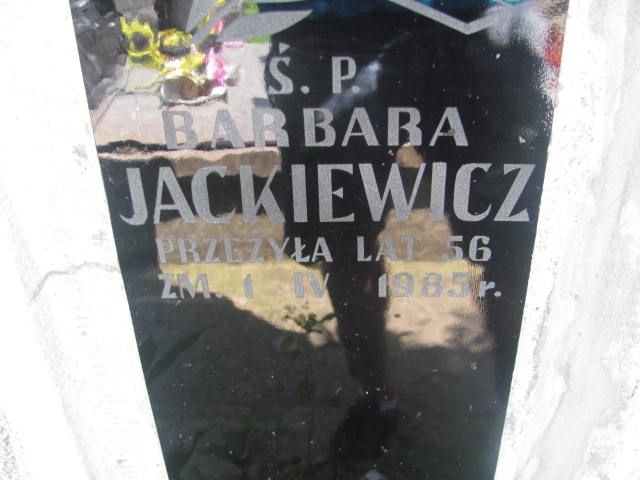 Ś. P.
BARBARA
JACKIEWICZ
PRZEŻYŁA LAT 56
ZM. 1 IV 1985 r.